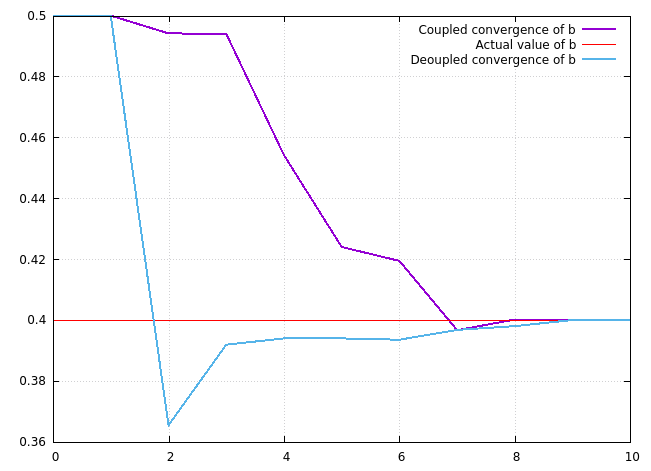 0.5
0.48
0.46
0.44
0.42
0.4
0.38
0.36
0 2 4 6 8 10
Coupled convergence of b
Actual value of b
Deoupled convergence of b